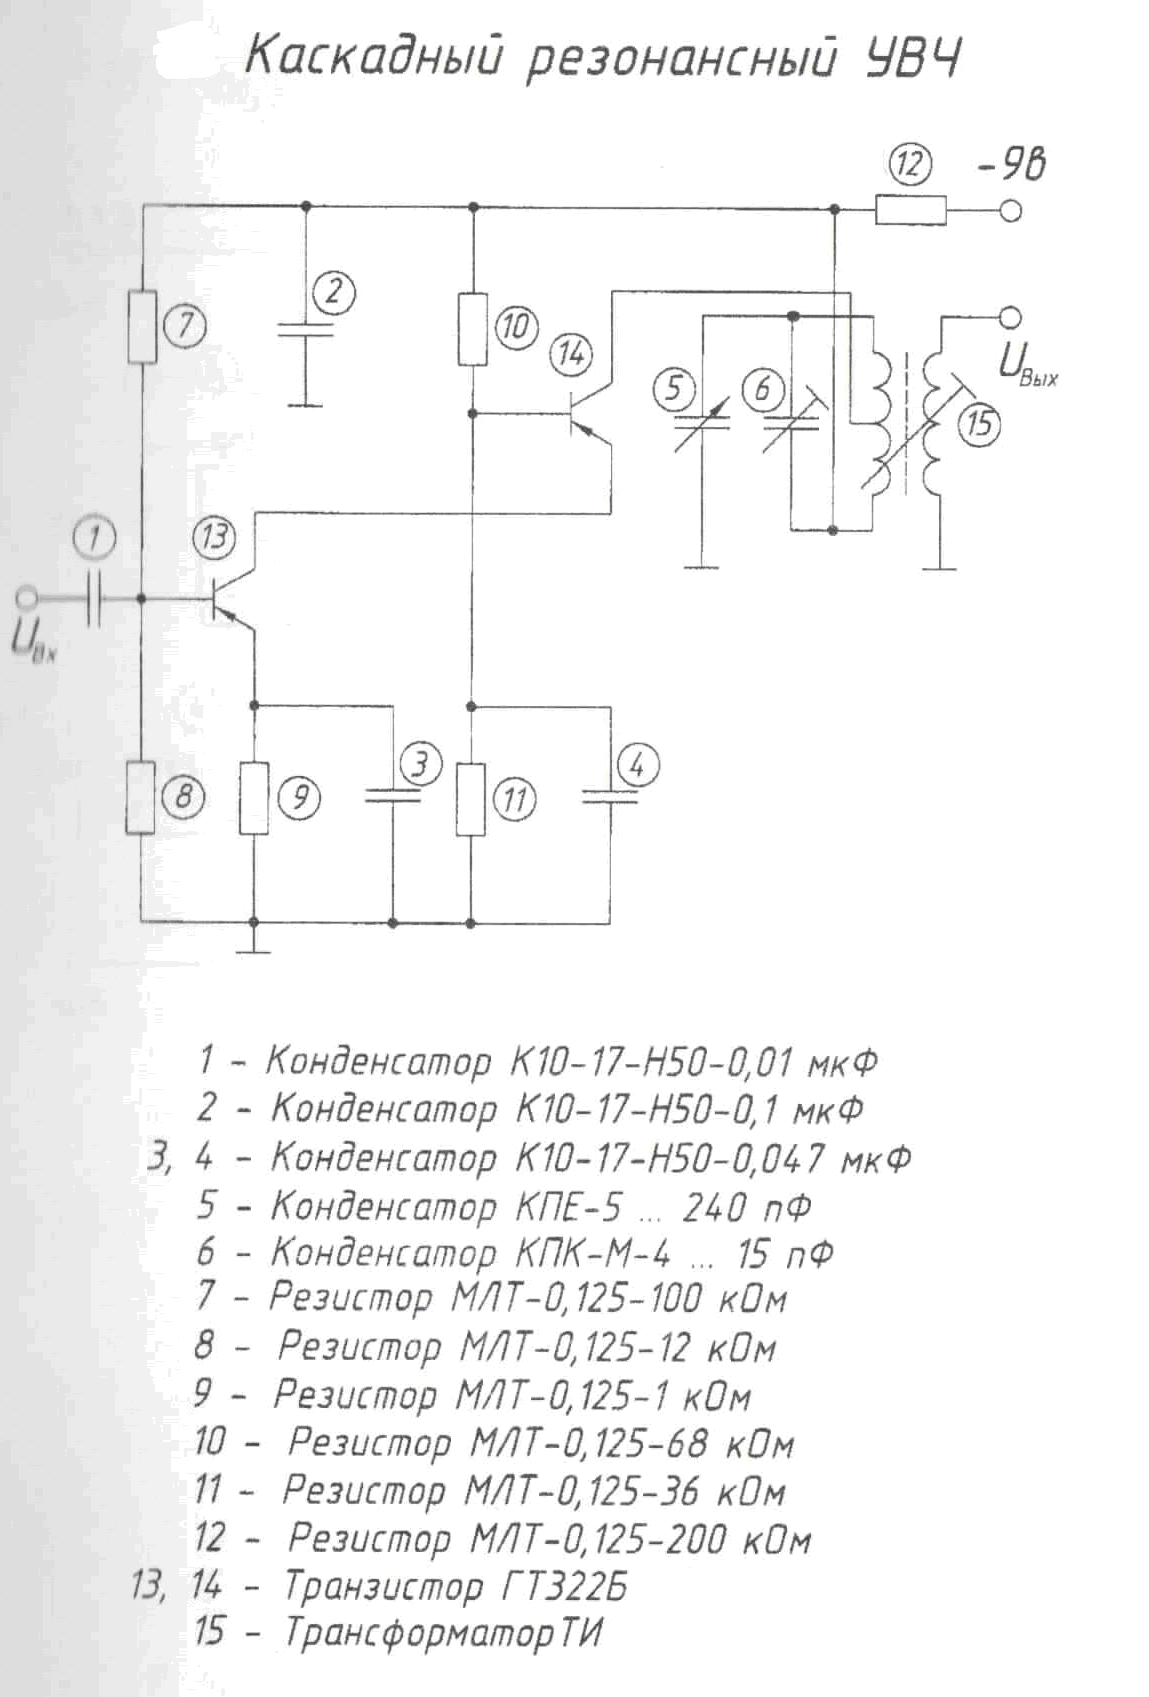 Каскадный резонансный УВЧ
12
-9В
2
7
10
14
5
6
Uвых
15
1
13
Uвх
3
4
8
9
11
1 - Конденсатор К10-17-Н50-0,01 мкФ
2 - Конденсатор К10-17-Н50-0,1 мкФ
3, 4 - Конденсатор К10-17-Н50-0,047 мкФ
5 - Конденсатор КПЕ-5 ... 240 пФ
6 - Конденсатор КПК-М-4 ... 15 пФ
7 - Резистор МЛТ-0,125-100 кОм
8 - Резистор МЛТ-0,125-12 кОм
9 - Резистор МЛТ-0,125-1 кОм
10 - Резистор МЛТ-0,125-68 кОм
11 - Резистор МЛТ-0,125-36 кОм
12 - Резистор МЛТ-0,125-200 кОм
13, 14 - Транзистор ГТ322Б
15 - Трансформатор ТИ